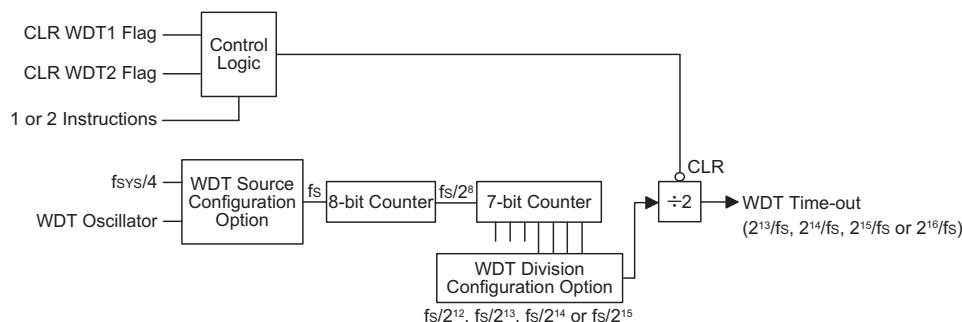 CLR WDT1 Flag
CLR WDT2 Flag
1 or 2 Instructions
Control
Logic
CLR
fSYS/4
WDT Oscillator
WDT Source
Configuration
Option
fS
8-bit Counter
fS/2⁸
7-bit Counter
÷2
WDT Time-out
(2¹³/fS, 2¹⁴/fS, 2¹⁵/fS or 2¹⁶/fS)
WDT Division
Configuration Option
fS/2¹², fS/2¹³, fS/2¹⁴ or fS/2¹⁵